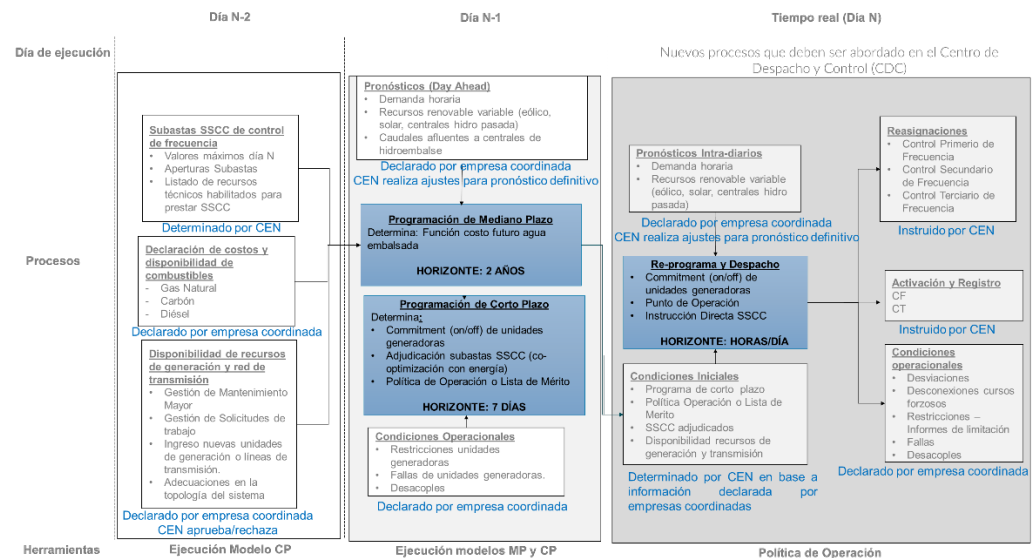 Día N-2
Día N-1
Tiempo real (Dia N)
Día de ejecución
Nuevos procesos que deben ser abordado en el Centro de
Despacho y Control (CDC)
Subastas SSCC de control
de frecuencia
• Valores máximos día N
• Aperturas Subastas
• Listado de recursos
técnicos habilitados para
prestar SSCC
Determinado por CEN
Declaración de costos y
disponibilidad de
combustibles
- Gas Natural
- Carbón
- Diésel
Declarado por empresa coordinada
Disponibilidad de recursos
de generación y red de
transmisión
• Gestión de Mantenimiento
Mayor
• Gestión de Solicitudes de
trabajo
• Ingreso nuevas unidades
de generación o líneas de
transmisión.
• Adecuaciones en la
topología del sistema
Declarado por empresa coordinada
CEN aprueba/rechaza
Pronósticos (Day Ahead)
• Demanda horaria
• Recursos renovable variable (eólico,
solar, centrales hidro pasada)
• Caudales afluentes a centrales de
hidroembalse
Declarado por empresa coordinada
CEN realiza ajustes para pronóstico definitivo
Programación de Mediano Plazo
Determina: Función costo futuro agua
embalsada
HORIZONTE: 2 AÑOS
Programación de Corto Plazo
Determina:
• Commitment (on/off) de unidades
generadoras
• Adjudicación subastas SSCC (co-
optimización con energía)
• Política de Operación o Lista de Mérito
HORIZONTE: 7 DÍAS
Condiciones Operacionales
• Restricciones unidades
generadoras
• Fallas de unidades generadoras.
• Desacoples
Declarado por empresa coordinada
Pronósticos Intra-diarios
• Demanda horaria
• Recursos renovable variable
(eólico, solar, centrales hidro
pasada)
Declarado por empresa coordinada
CEN realiza ajustes para pronóstico definitivo
Re-programa y Despacho
• Commitment (on/off) de
unidades generadoras
• Punto de Operación
• Instrucción Directa SSCC
HORIZONTE: HORAS/DÍA
Condiciones Iniciales
• Programa de corto plazo
• Política Operación o Lista de
Merito
• SSCC adjudicados
• Disponibilidad recursos de
generación y transmisión
Determinado por CEN en base a
información declarada por
empresas coordinadas
Reasignaciones
• Control Primerio de
Frecuencia
• Control Secundario
de Frecuencia
• Control Terciario de
Frecuencia
Instruido por CEN
Activación y Registro
CF
CT
Instruido por CEN
Condiciones
operacionales
• Desviaciones
• Desconexiones cursos
forzosos
• Restricciones –
Informes de limitación
• Fallas
• Desacoples
Declarado por empresa coordinada
Procesos
Herramientas
Ejecución Modelo CP
Ejecución modelos MP y CP
Política de Operación